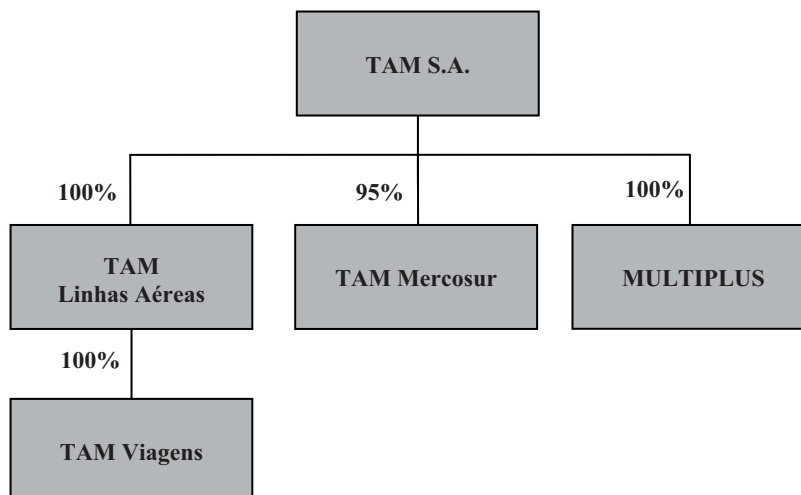 TAM S.A.
100%
95%
100%
TAM
Linhas Aéreas
TAM Mercosur
MULTIPLUS
100%
TAM Viagens